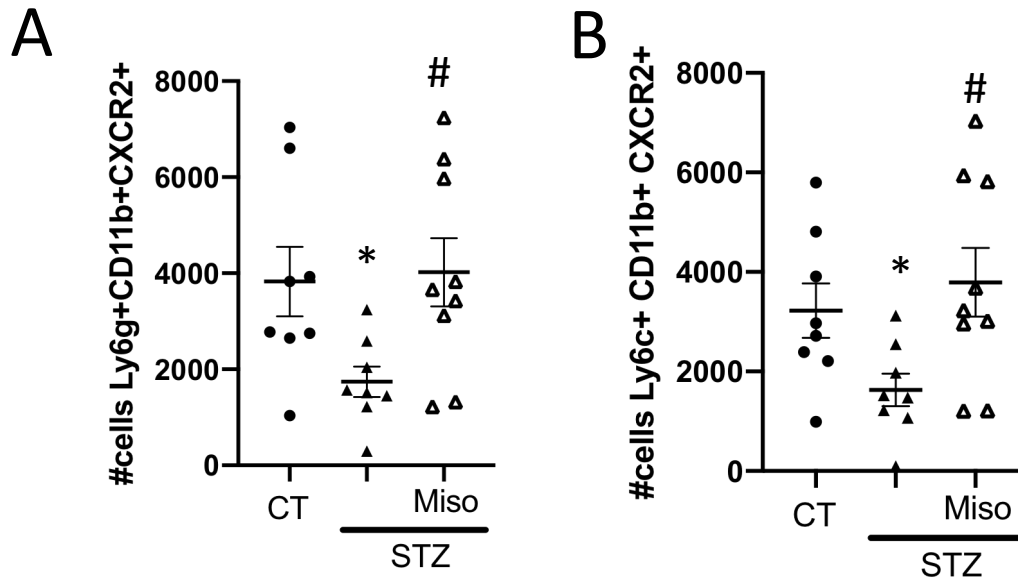 A
#cells Ly6g+CD11b+CXCR2+
8000
6000
4000
2000
0
#
*
CT
Miso
STZ
B
#cells Ly6c+ CD11b+ CXCR2+
8000
6000
4000
2000
0
#
*
CT
Miso
STZ